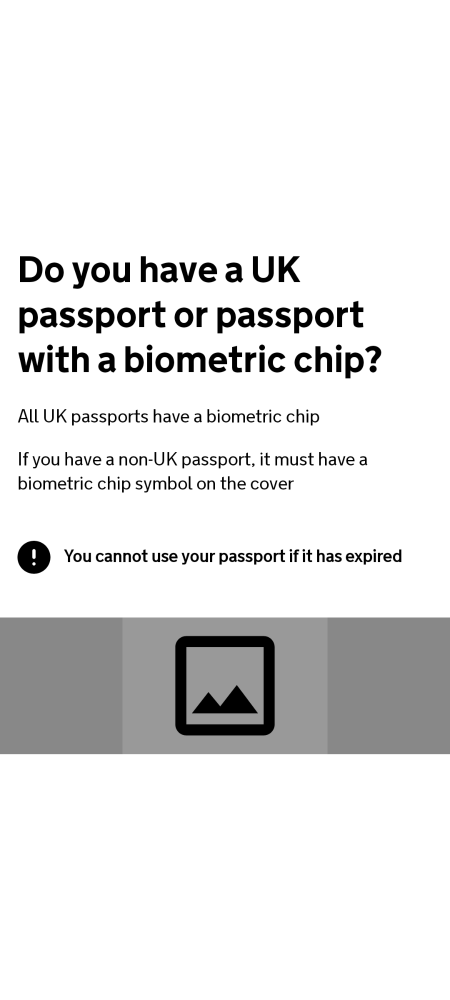 Do you have a UK
passport or passport
with a biometric chip?
All UK passports have a biometric chip
If you have a non-UK passport, it must have a
biometric chip symbol on the cover
You cannot use your passport if it has expired